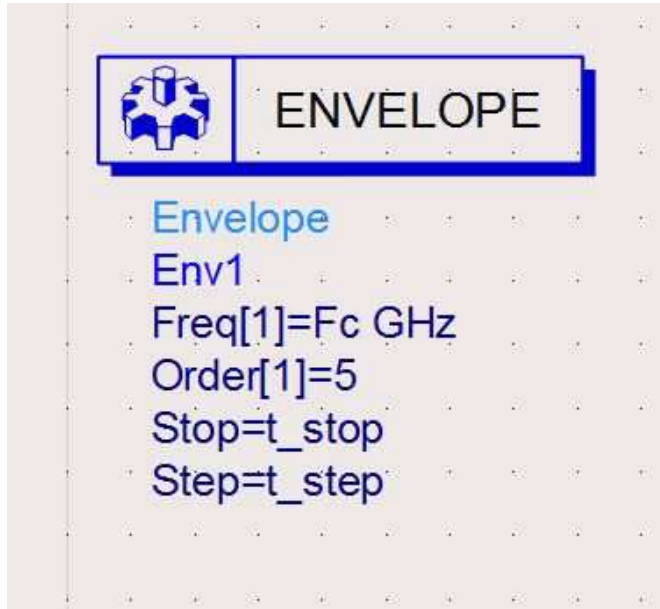 ENVELOPE
Envelope
Env1
Freq[1]=Fc GHz
Order[1]=5
Stop=t_stop
Step=t_step